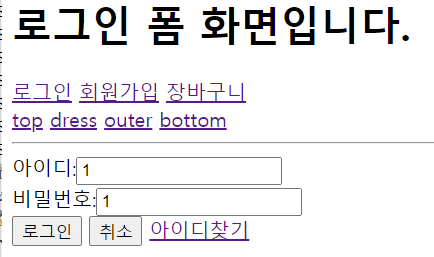 로그인 폼 화면입니다.
로그인 회원가입 장바구니
top dress outer bottom
아이디:1
비밀번호:1
로그인 취소 아이디찾기